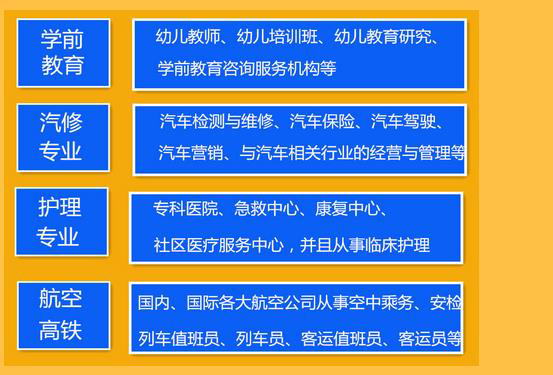 学前
教育
幼儿教师、幼儿培训班、幼儿教育研究、
学前教育咨询服务机构等
汽修
专业
汽车检测与维修、汽车保险、汽车驾驶、
汽车营销、与汽车相关行业的经营与管理等
护理
专业
专科医院、急救中心、康复中心、
社区医疗服务中心，并且从事临床护理
航空
高铁
国内、国际各大航空公司从事空中乘务、安检
列车值班员、列车员、客运值班员、客运员等